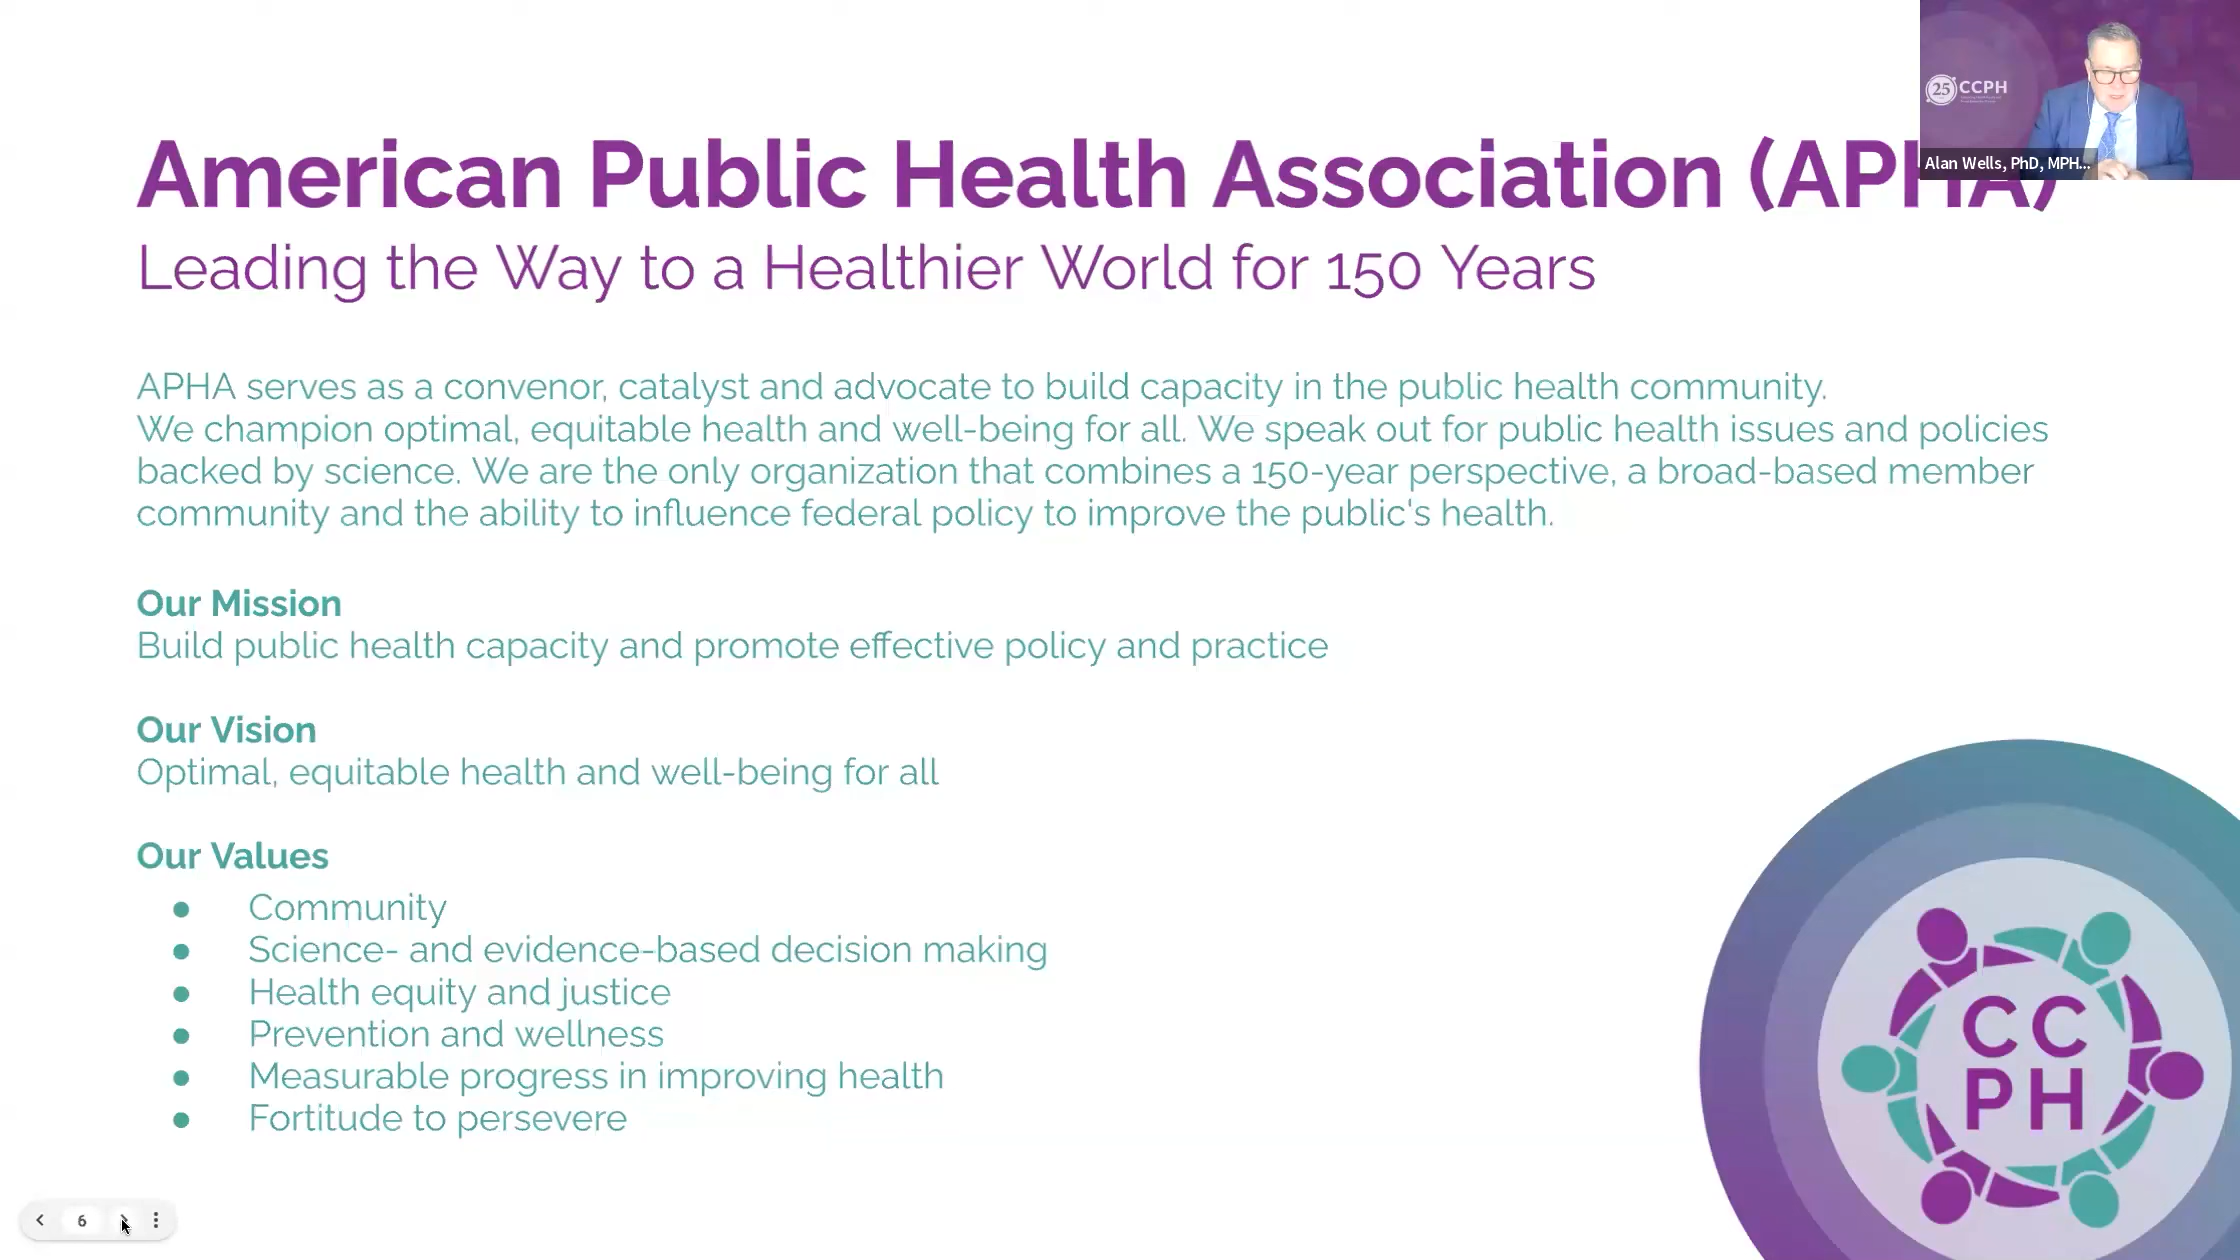 American Public Health Association (APHA)
Leading the Way to a Healthier World for 150 Years
APHA serves as a convenor, catalyst and advocate to build capacity in the public health community.
We champion optimal, equitable health and well-being for all. We speak out for public health issues and policies
backed by science. We are the only organization that combines a 150-year perspective, a broad-based member
community and the ability to influence federal policy to improve the public's health.
Our Mission
Build public health capacity and promote effective policy and practice
Our Vision
Optimal, equitable health and well-being for all
Our Values
● Community
● Science- and evidence-based decision making
● Health equity and justice
● Prevention and wellness
● Measurable progress in improving health
● Fortitude to persevere
25 CCPH
Alan Wells, PhD, MPH...
CC
PH
6